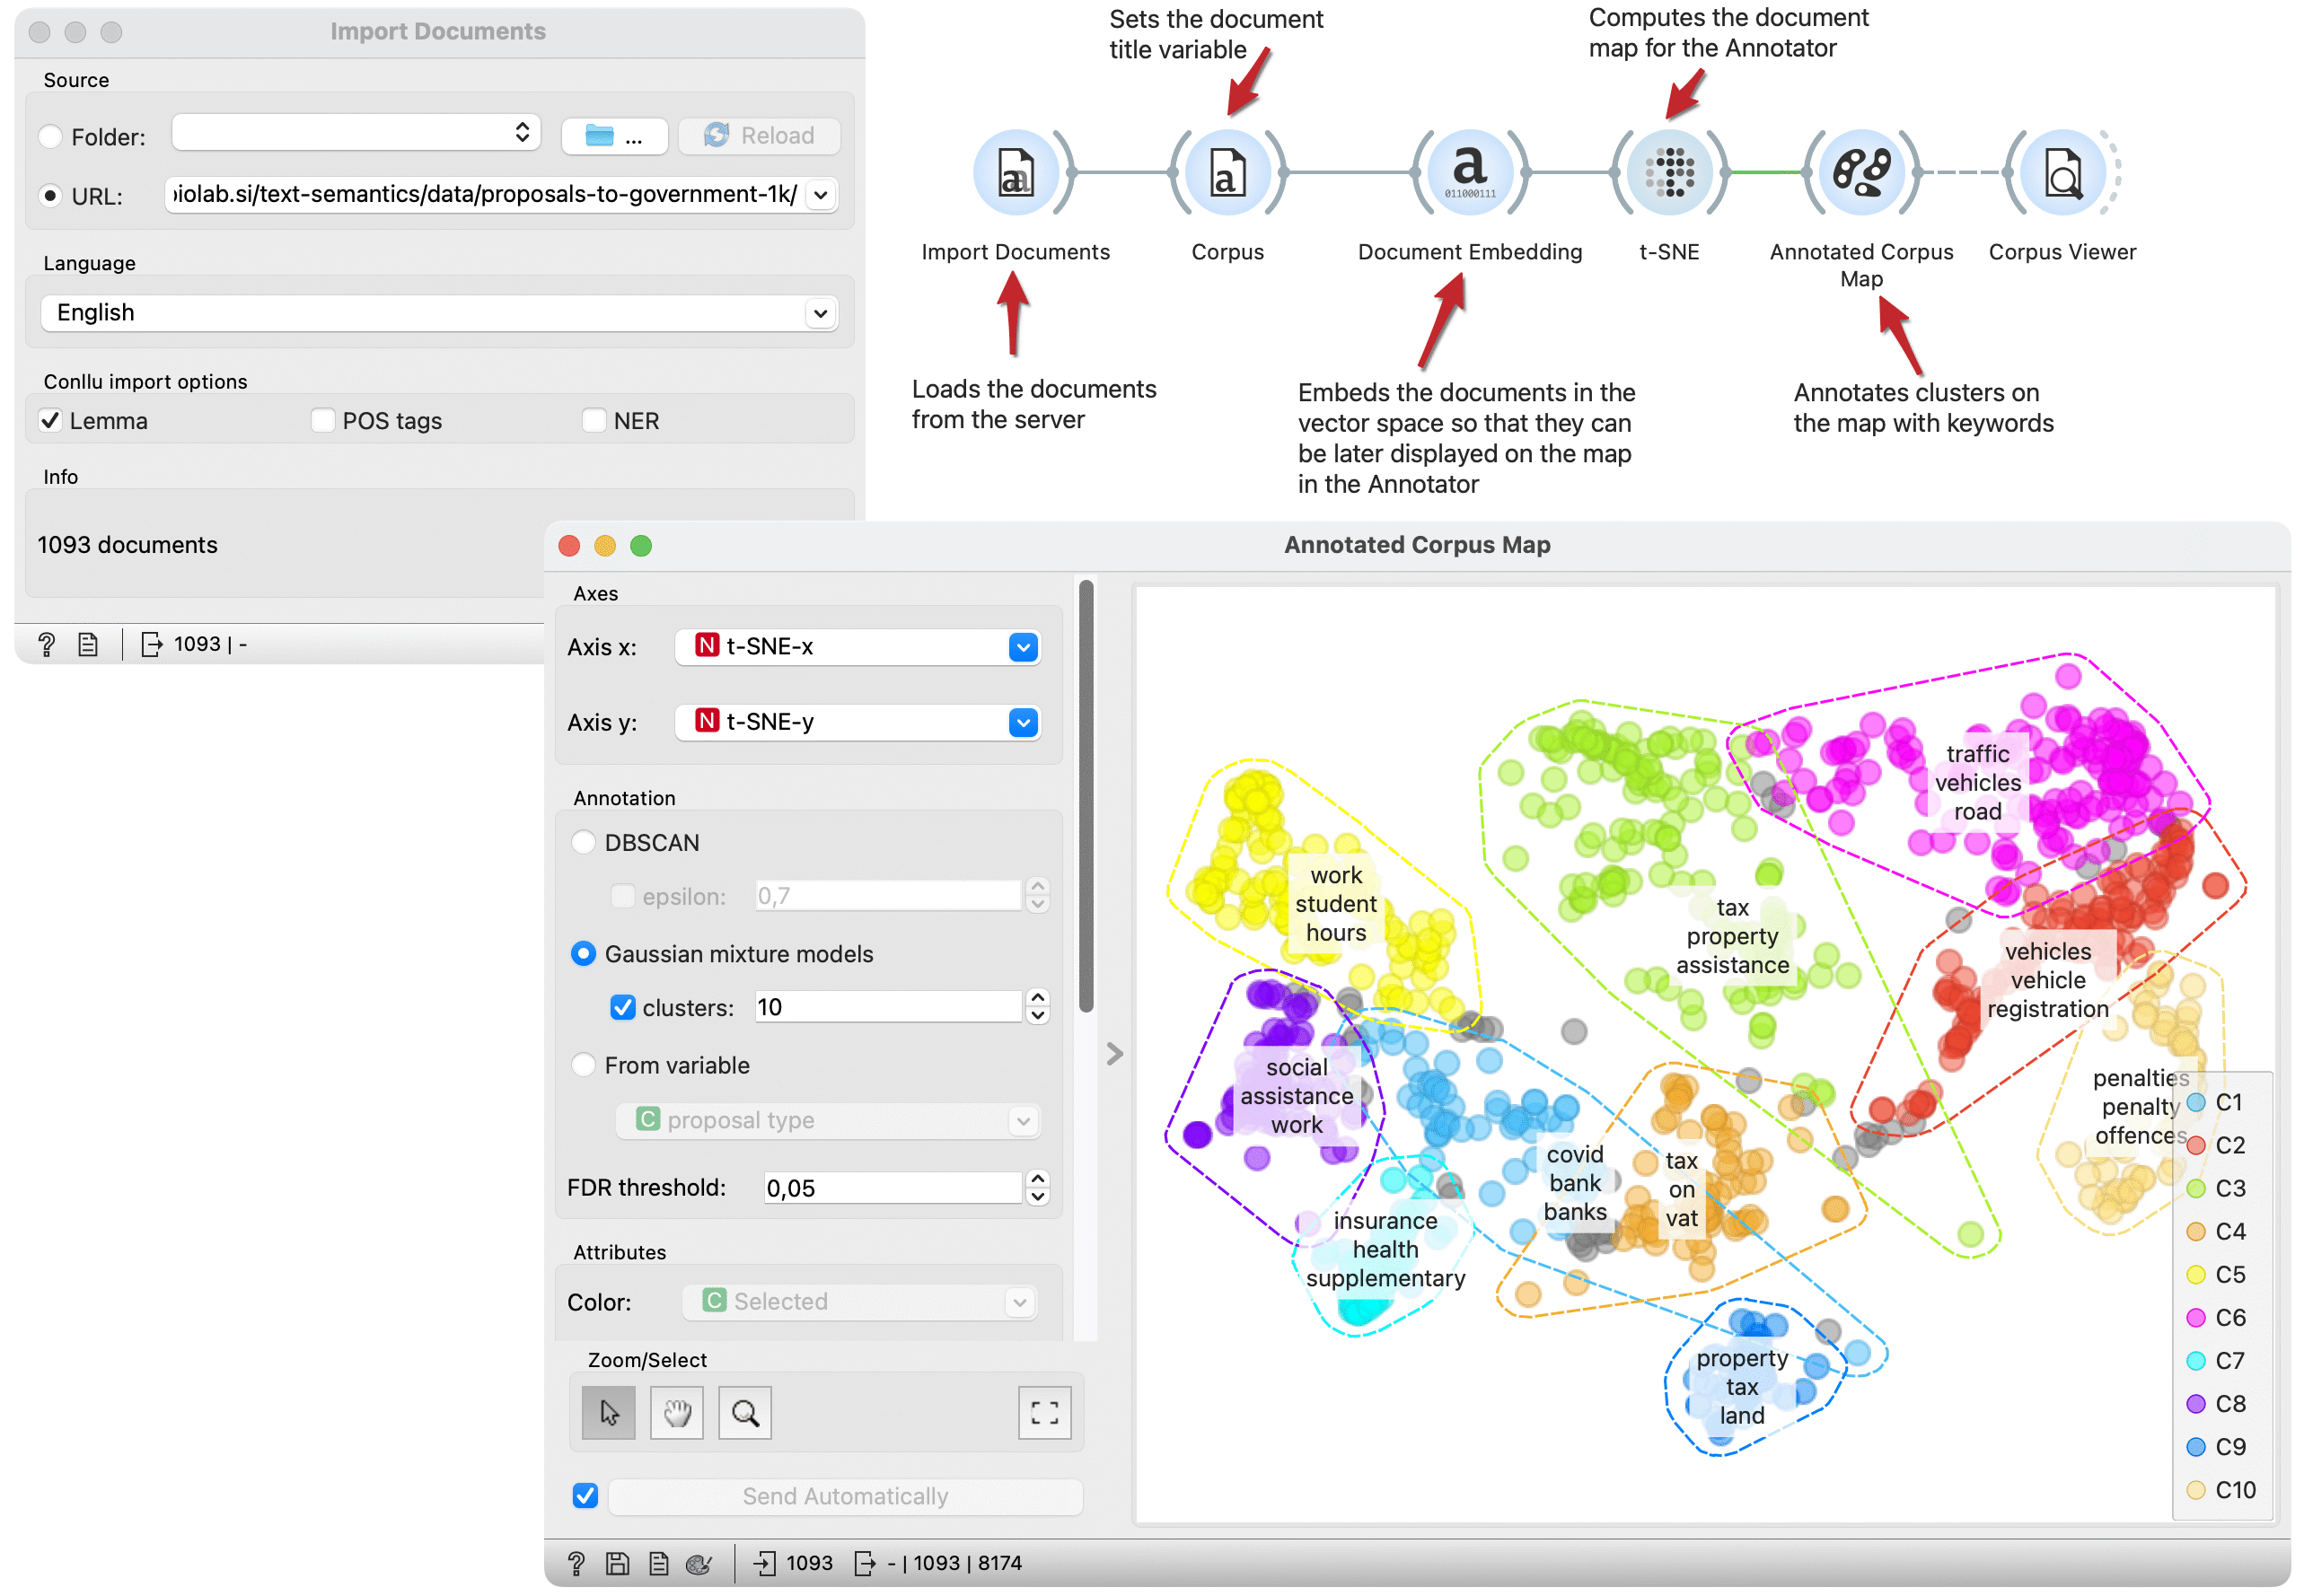 Import Documents
Source
Folder:
...
Reload
URL:
biolab.si/text-semantics/data/proposals-to-government-1k/
Language
English
Conllu import options
Lemma
POS tags
NER
Info
1093 documents
1093 | -
Sets the document
title variable
Computes the document
map for the Annotator
a
a
a
011000111
Import Documents
Corpus
Document Embedding
t-SNE
Annotated Corpus
Map
Corpus Viewer
Loads the documents
from the server
Embeds the documents in the
vector space so that they can
be later displayed on the map
in the Annotator
Annotates clusters on
the map with keywords
Annotated Corpus Map
Axes
Axis x:
N t-SNE-x
Axis y:
N t-SNE-y
Annotation
DBSCAN
epsilon:
0,7
Gaussian mixture models
clusters:
10
From variable
C proposal type
FDR threshold:
0,05
Attributes
Color:
C Selected
Zoom/Select
Send Automatically
? 1093 - | 1093 | 8174
traffic
vehicles
road
work
student
hours
tax
property
assistance
vehicles
vehicle
registration
social
assistance
work
penalties
penalty
offences
covid
bank
banks
tax
on
vat
insurance
health
supplementary
property
tax
land
C1
C2
C3
C4
C5
C6
C7
C8
C9
C10